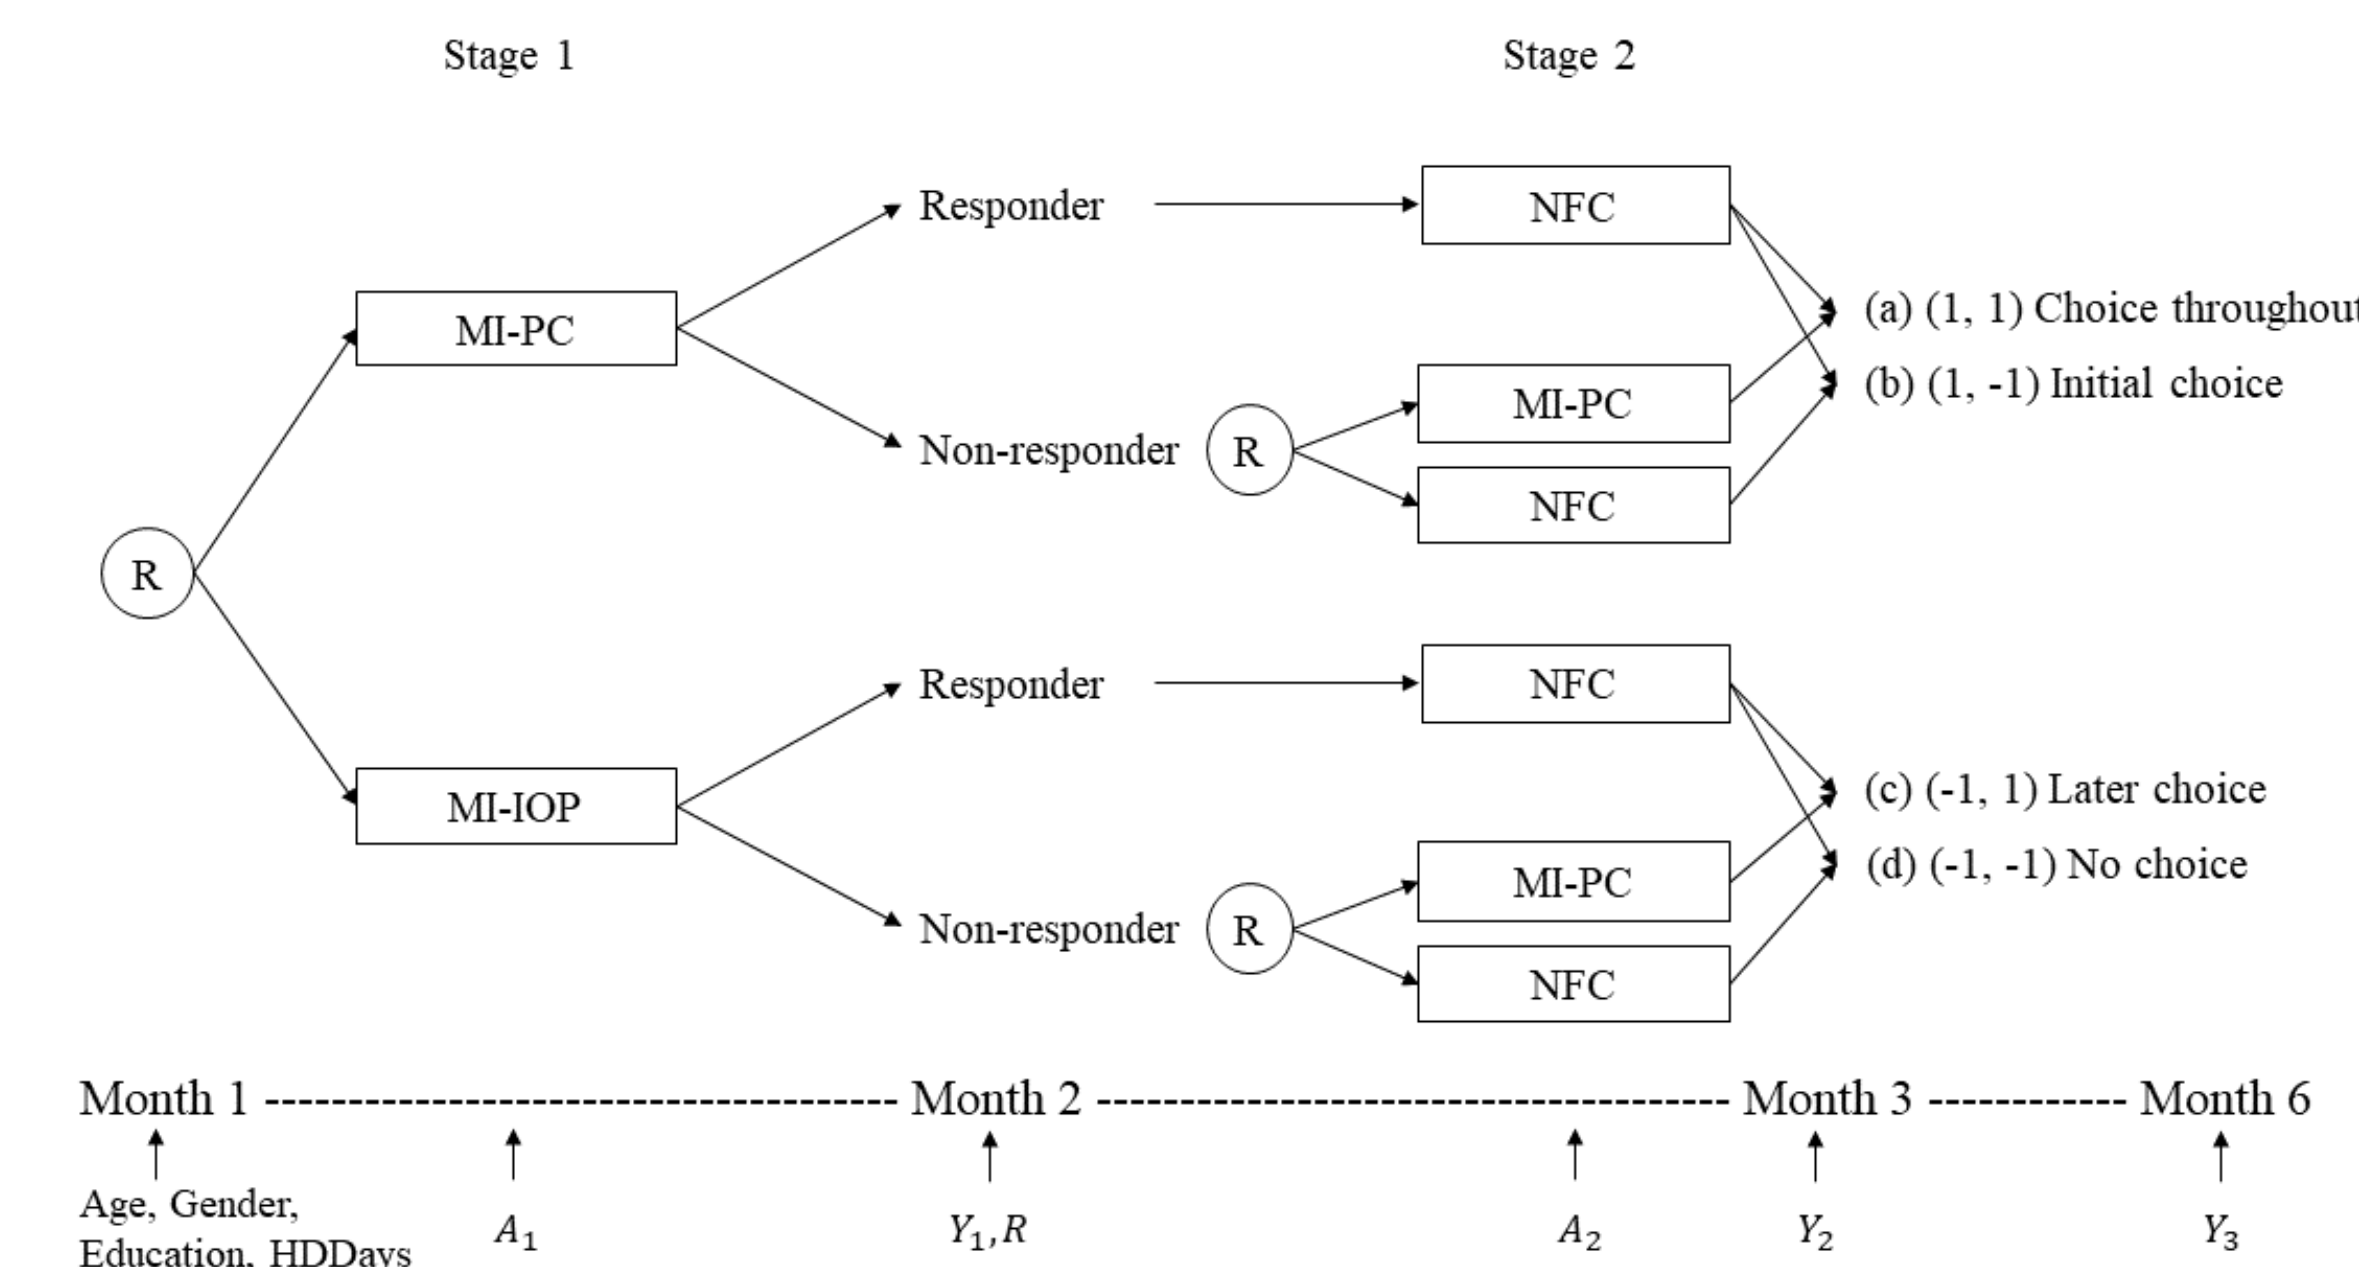 Stage 1
Stage 2
Responder
NFC
MI-PC
(a) (1, 1) Choice throughout
MI-PC
(b) (1, -1) Initial choice
Non-responder
R
NFC
R
Responder
NFC
MI-IOP
(c) (-1, 1) Later choice
(d) (-1, -1) No choice
MI-PC
Non-responder
R
NFC
Month 1
Month 2
Month 3
Month 6
Age, Gender,
Education, HDDays
A₁
Y₁, R
A₂
Y₂
Y₃